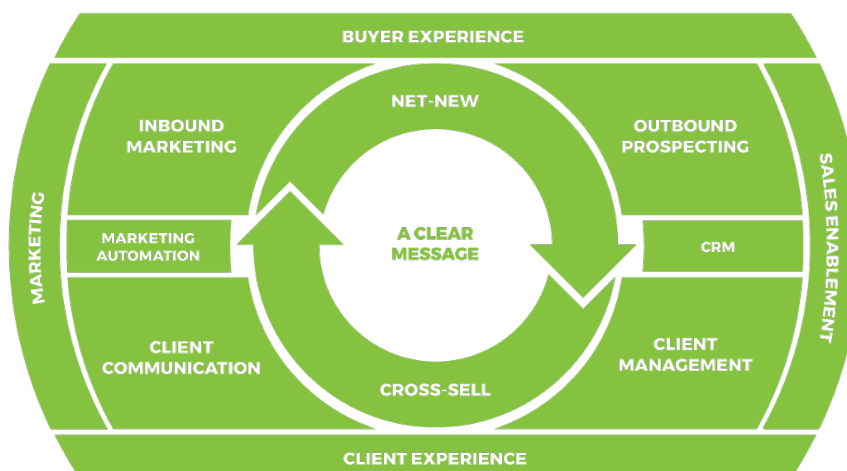 BUYER EXPERIENCE
NET-NEW
INBOUND
MARKETING
OUTBOUND
PROSPECTING
MARKETING
SALES ENABLEMENT
MARKETING
AUTOMATION
A CLEAR
MESSAGE
CRM
CLIENT
COMMUNICATION
CLIENT
MANAGEMENT
CROSS-SELL
CLIENT EXPERIENCE